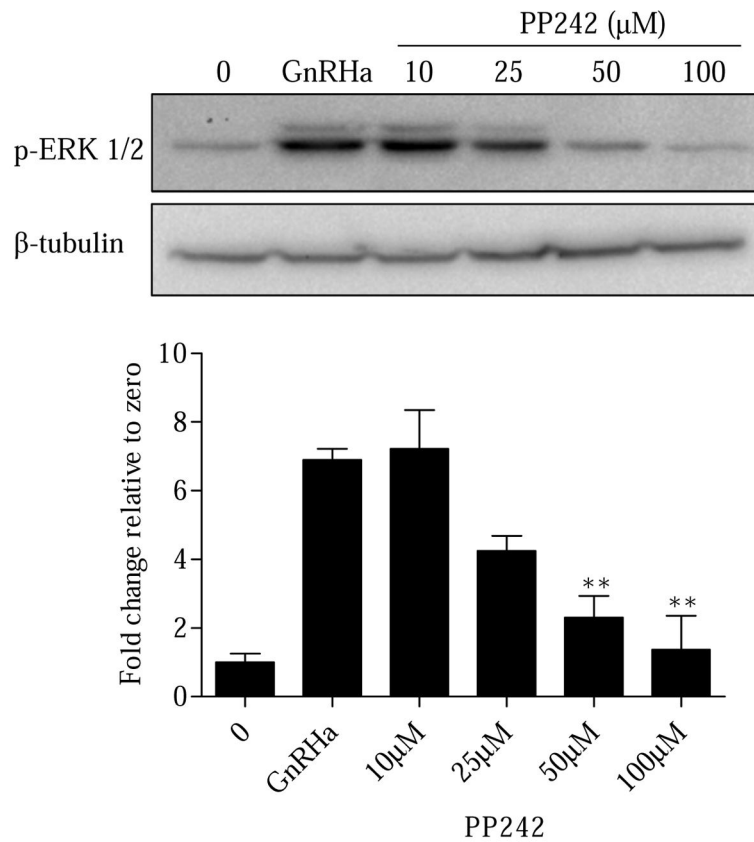 PP242 (µM)
0 GnRHa 10 25 50 100
p-ERK 1/2
β-tubulin
Fold change relative to zero
10
8
6
4
2
0
**
**
0 GnRHa 10µM 25µM 50µM 100µM
PP242